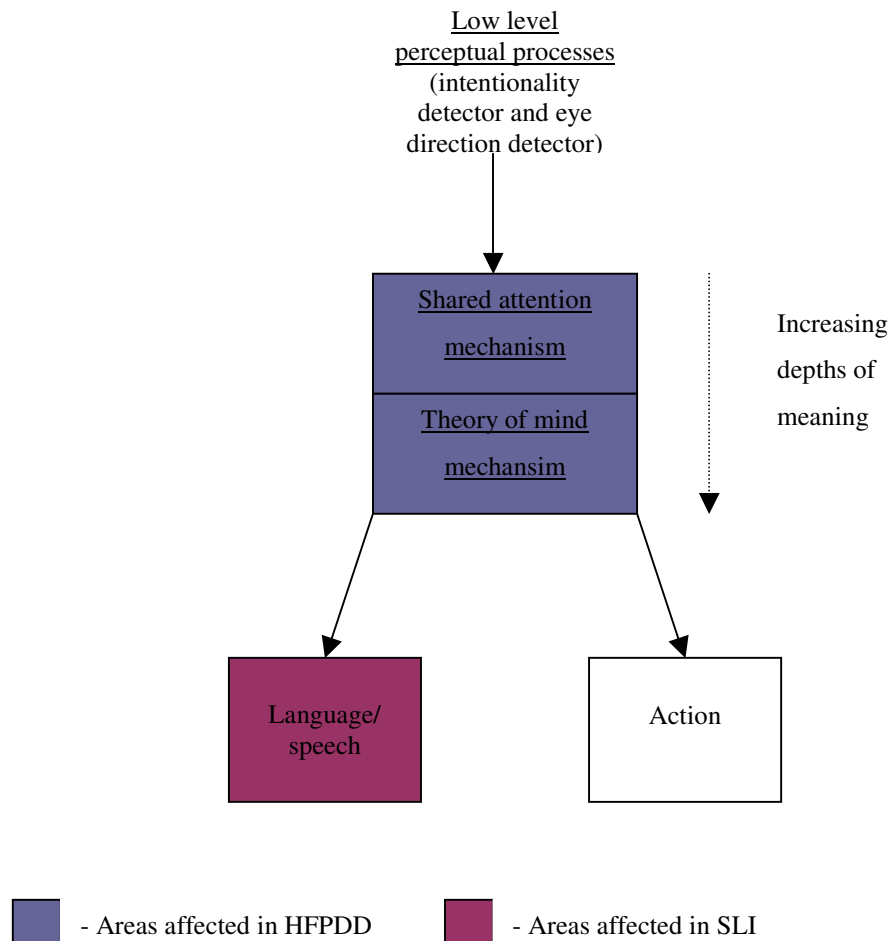 Low level
perceptual processes
(intentionality
detector and eye
direction detector)
Shared attention
mechanism
Theory of mind
mechansim
Increasing
depths of
meaning
Language/
speech
Action
- Areas affected in HFPDD
- Areas affected in SLI